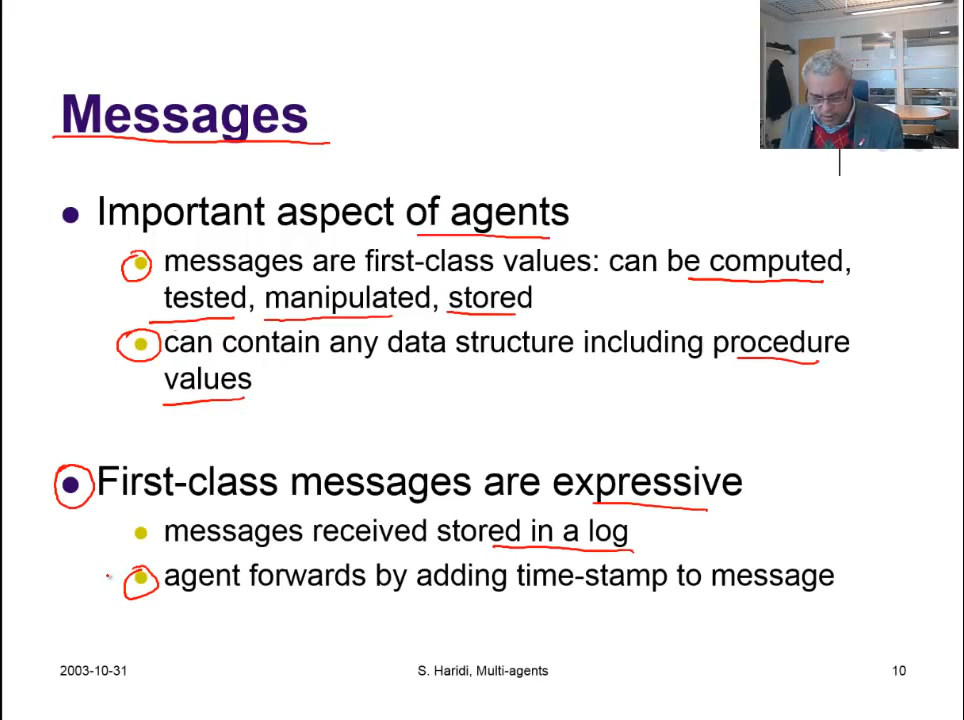 Messages
Important aspect of agents
messages are first-class values: can be computed,
tested, manipulated, stored
can contain any data structure including procedure
values
First-class messages are expressive
messages received stored in a log
agent forwards by adding time-stamp to message
2003-10-31
S. Haridi, Multi-agents
10